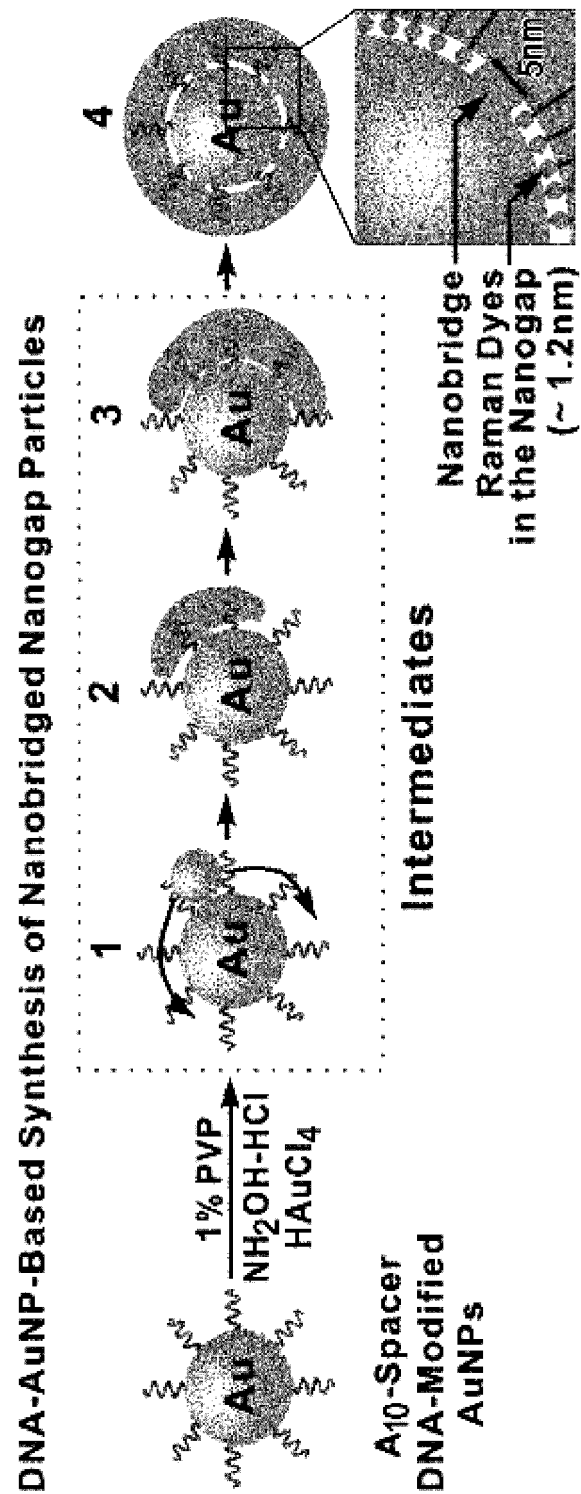 DNA-AuNP-Based Synthesis of Nanobridged Nanogap Particles
Au
A10-Spacer
DNA-Modified
AuNPs
1% PVP
NH2OH-HCl
HAuCl4
1
Au
2
Au
3
Au
Intermediates
4
Au
Nanobridge
Raman Dyes
in the Nanogap
(~ 1.2nm)
5nm